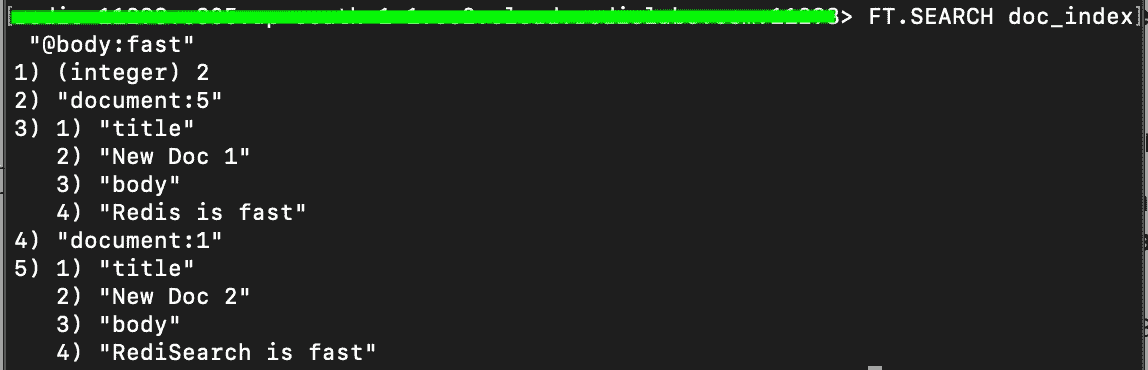 > FT.SEARCH doc_index
"@body:fast"
1) (integer) 2
2) "document:5"
3) 1) "title"
2) "New Doc 1"
3) "body"
4) "Redis is fast"
4) "document:1"
5) 1) "title"
2) "New Doc 2"
3) "body"
4) "RediSearch is fast"